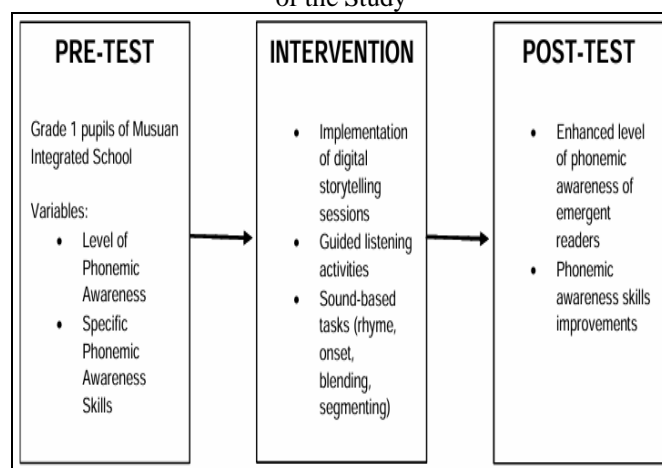 of the Study
PRE-TEST
Grade 1 pupils of Musuan
Integrated School
Variables:
• Level of
Phonemic
Awareness
• Specific
Phonemic
Awareness
Skills
INTERVENTION
• Implementation
of digital
storytelling
sessions
• Guided listening
activities
• Sound-based
tasks (rhyme,
onset,
blending,
segmenting)
POST-TEST
• Enhanced level
of phonemic
awareness of
emergent
readers
• Phonemic
awareness skills
improvements